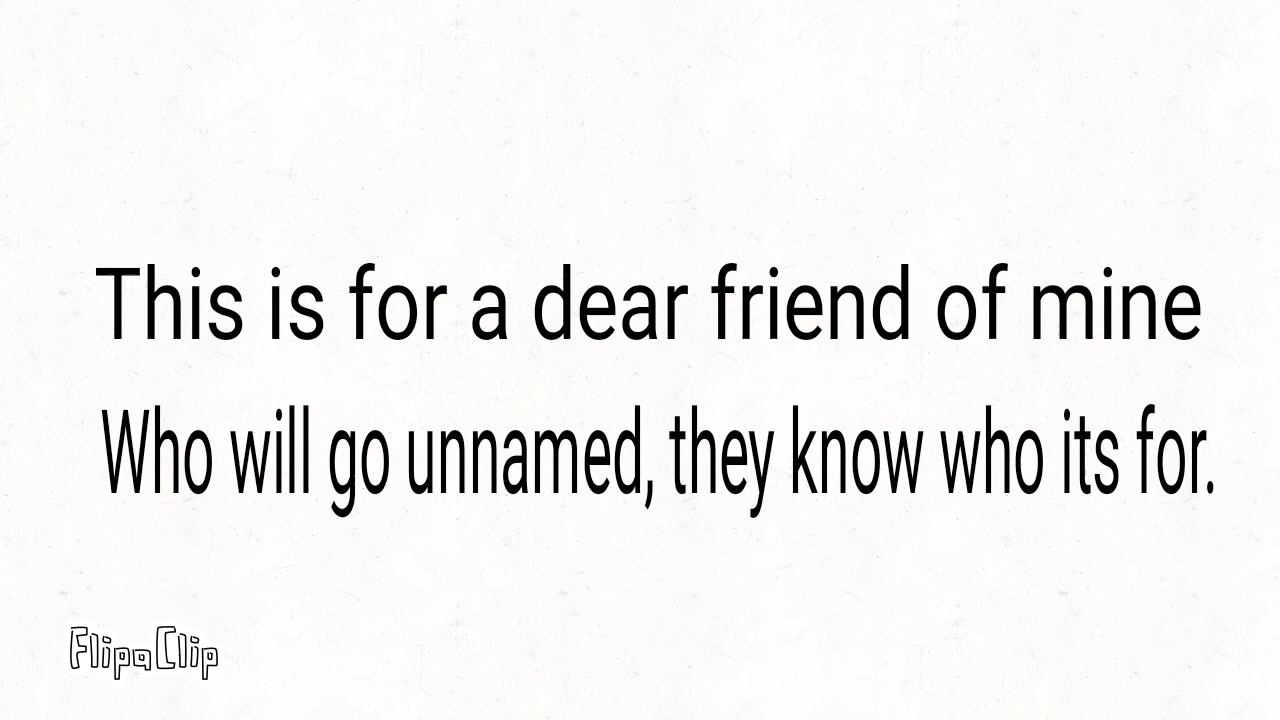 This is for a dear friend of mine
Who will go unnamed, they know who its for.
FlipaClip